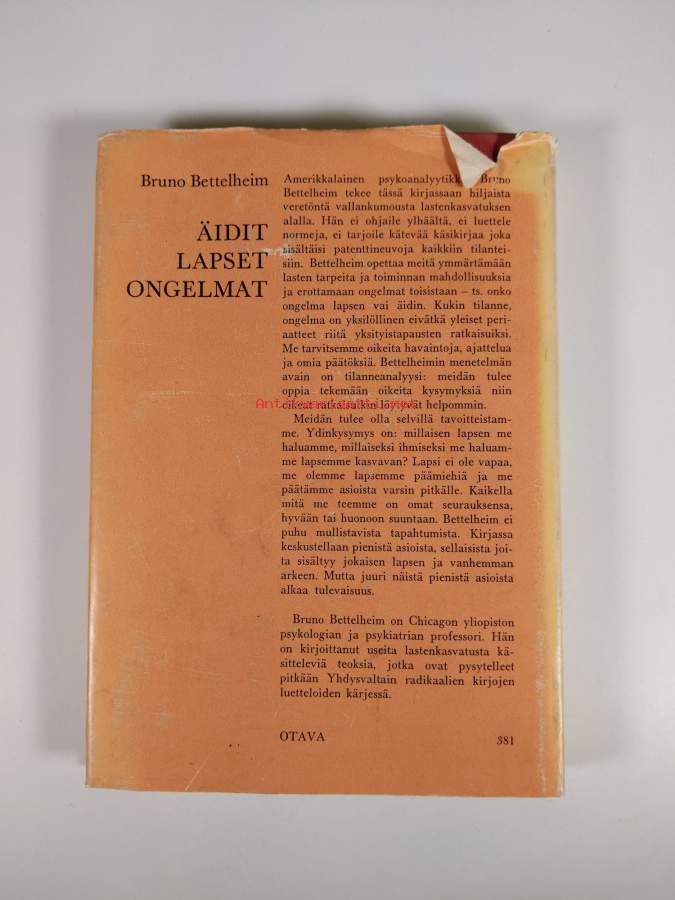 Bruno Bettelheim
ÄIDIT
LAPSET
ONGELMAT
Amerikkalainen psykoanalyytikko Bruno
Bettelheim tekee tässä kirjassaan hiljaista
veretöntä vallankumousta lastenkasvatuksen
alalla. Hän ei ohjaile ylhäältä, ei luettele
normeja, ei tarjoile kätevää käsikirjaa joka
sisältäisi patenttineuvoja kaikkiin tilantei-
siin. Bettelheim opettaa meitä ymmärtämään
lasten tarpeita ja toiminnan mahdollisuuksia
ja erottamaan ongelmat toisistaan – ts. onko
ongelma lapsen vai äidin. Kukin tilanne,
ongelma on yksilöllinen eivätkä yleiset peri-
aatteet riitä yksityistapausten ratkaisuiksi.
Me tarvitsemme oikeita havaintoja, ajattelua
ja omia päätöksiä. Bettelheimin menetelmän
avain on tilanneanalyysi: meidän tulee
oppia tekemään oikeita kysymyksiä niin
oikeat ratkaisutkin löytyvät helpommin.
Antikvariaatti.net
Meidän tulee olla selvillä tavoitteistam-
me. Ydinkysymys on: millaisen lapsen me
haluamme, millaiseksi ihmiseksi me haluam-
me lapsemme kasvavan? Lapsi ei ole vapaa,
me olemme lapsemme päämiehiä ja me
päätämme asioista varsin pitkälle. Kaikella
mitä me teemme on omat seurauksensa,
hyvään tai huonoon suuntaan. Bettelheim ei
puhu mullistavista tapahtumista. Kirjassa
keskustellaan pienistä asioista, sellaisista joi-
ta sisältyy jokaisen lapsen ja vanhemman
arkeen. Mutta juuri näistä pienistä asioista
alkaa tulevaisuus.
Bruno Bettelheim on Chicagon yliopiston
psykologian ja psykiatrian professori. Hän
on kirjoittanut useita lastenkasvatusta kä-
sitteleviä teoksia, jotka ovat pysytelleet
pitkään Yhdysvaltain radikaalien kirjojen
luetteloiden kärjessä.
OTAVA
381